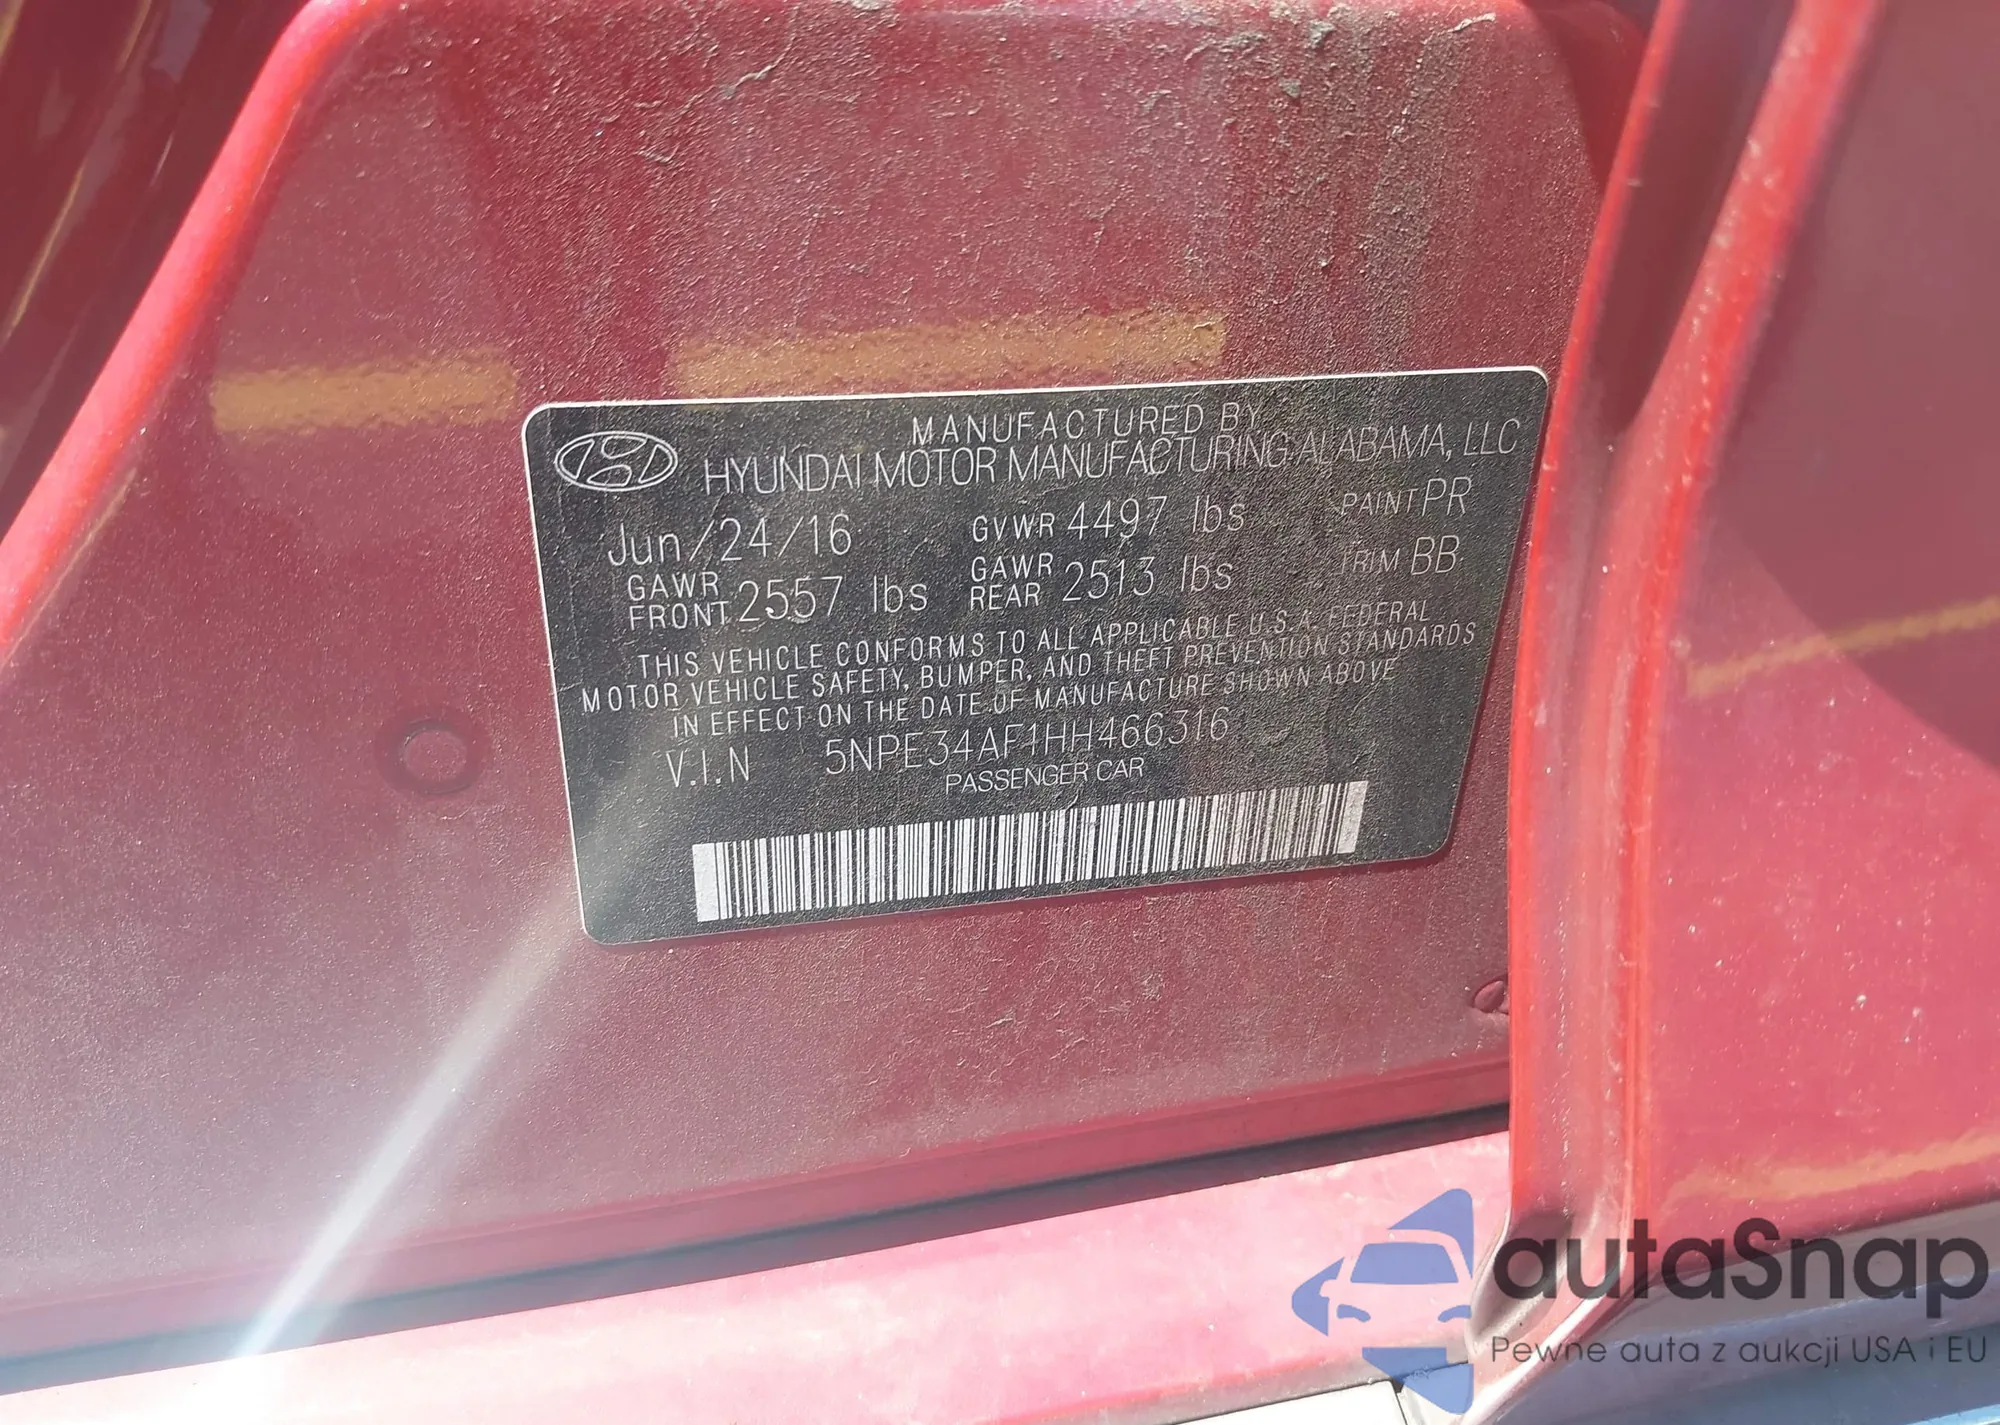 MANUFACTURED BY
HYUNDAI MOTOR MANUFACTURING ALABAMA, LLC
Jun/24/16 GVWR 4497 lbs PAINT PR
GAWR FRONT 2557 lbs GAWR REAR 2513 lbs TRIM BB
THIS VEHICLE CONFORMS TO ALL APPLICABLE U.S.A. FEDERAL
MOTOR VEHICLE SAFETY, BUMPER, AND THEFT PREVENTION STANDARDS
IN EFFECT ON THE DATE OF MANUFACTURE SHOWN ABOVE
V.I.N 5NPE34AF1HH466316
PASSENGER CAR
autaSnap
Pewne auta z aukcji USA i EU